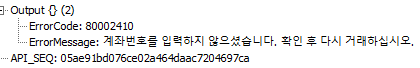 Output {} (2)
ErrorCode: 80002410
ErrorMessage: 계좌번호를 입력하지 않으셨습니다. 확인 후 다시 거래하십시오.
API_SEQ: 05ae91bd076ce02a464daac7204697ca